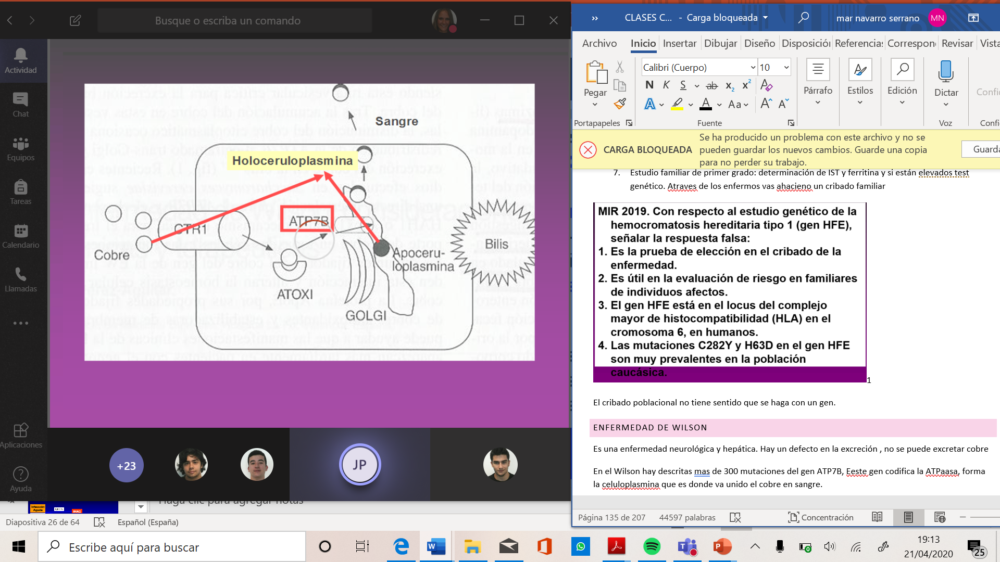 Busque o escriba un comando
Actividad
Chat
Equipos
Tareas
Calendario
Llamadas
Aplicaciones
Ayuda
Sangre
Holoceruloplasmina
CTR1
ATP7B
Cobre
Apoceru-
loplasmina
Bilis
ATOXI
GOLGI
+23
JP
Haga clic para agregar notas
Diapositiva 26 de 64
Español (España)
CLASES C... - Carga bloqueada
mar navarro serrano
MN
Archivo
Inicio
Insertar
Dibujar
Diseño
Disposición
Referencias
Correspon
Revisar
Vista
Pegar
Portapapeles
Calibri (Cuerpo)
10
N K S ab x₂ x²
A A Aa A A
Fuente
Párrafo
Estilos
Edición
Dictar
Voz
Confi
CARGA BLOQUEADA
Se ha producido un problema con este archivo y no se
pueden guardar los nuevos cambios. Guarde una copia
para no perder su trabajo.
Guarda
7. Estudio familiar de primer grado: determinación de IST y ferritina y si están elevados test
genético. Atraves de los enfermos vas ahacieno un cribado familiar
MIR 2019. Con respecto al estudio genético de la
hemocromatosis hereditaria tipo 1 (gen HFE),
señalar la respuesta falsa:
1. Es la prueba de elección en el cribado de la
enfermedad.
2. Es útil en la evaluación de riesgo en familiares
de individuos afectos.
3. El gen HFE está en el locus del complejo
mayor de histocompatibilidad (HLA) en el
cromosoma 6, en humanos.
4. Las mutaciones C282Y y H63D en el gen HFE
son muy prevalentes en la población
caucásica.
1
El cribado poblacional no tiene sentido que se haga con un gen.
ENFERMEDAD DE WILSON
Es una enfermedad neurológica y hepática. Hay un defecto en la excreción , no se puede excretar cobre
En el Wilson hay descritas mas de 300 mutaciones del gen ATP7B, Eeste gen codifica la ATPaasa, forma
la celuloplasmina que es donde va unido el cobre en sangre.
Página 135 de 207
44597 palabras
Concentración
Escribe aquí para buscar
19:13
21/04/2020
25